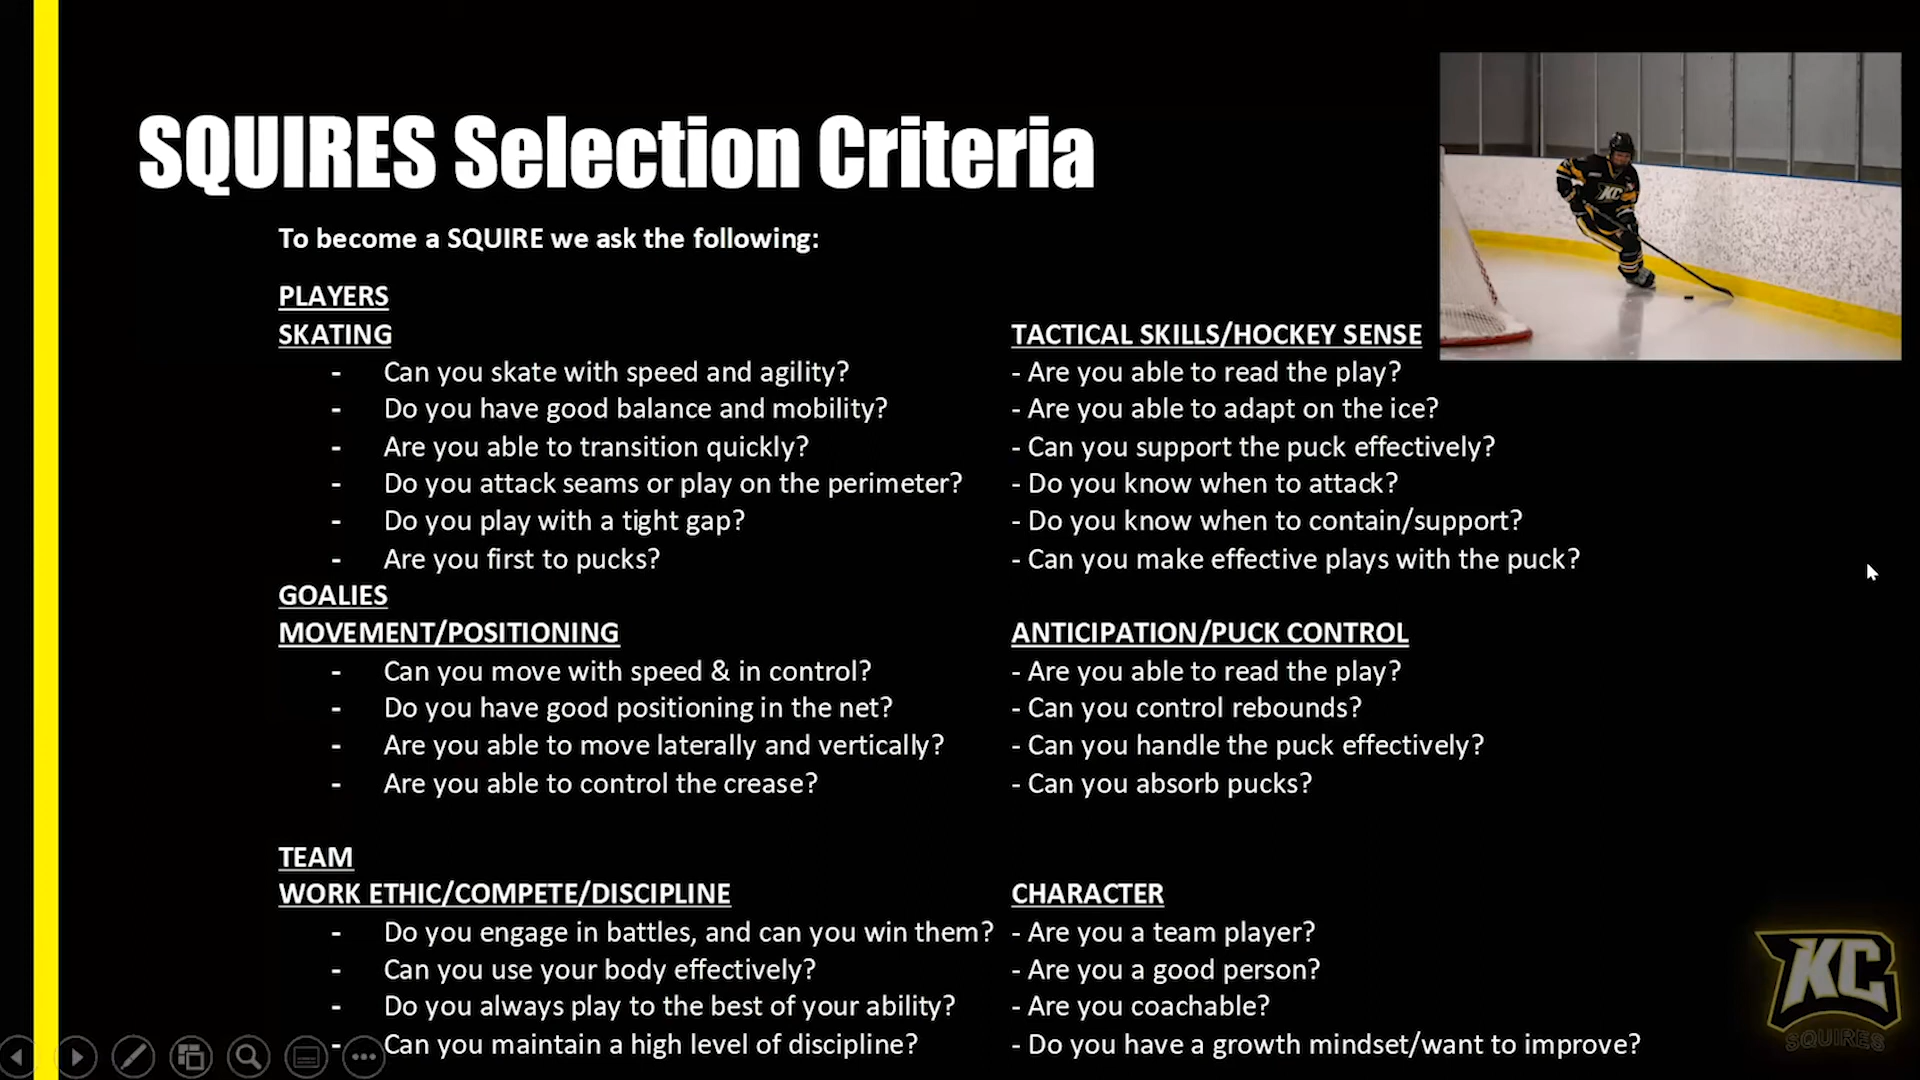 SQUIRES Selection Criteria
To become a SQUIRE we ask the following:
PLAYERS
SKATING
- Can you skate with speed and agility?
- Do you have good balance and mobility?
- Are you able to transition quickly?
- Do you attack seams or play on the perimeter?
- Do you play with a tight gap?
- Are you first to pucks?
TACTICAL SKILLS/HOCKEY SENSE
- Are you able to read the play?
- Are you able to adapt on the ice?
- Can you support the puck effectively?
- Do you know when to attack?
- Do you know when to contain/support?
- Can you make effective plays with the puck?
GOALIES
MOVEMENT/POSITIONING
- Can you move with speed & in control?
- Do you have good positioning in the net?
- Are you able to move laterally and vertically?
- Are you able to control the crease?
ANTICIPATION/PUCK CONTROL
- Are you able to read the play?
- Can you control rebounds?
- Can you handle the puck effectively?
- Can you absorb pucks?
TEAM
WORK ETHIC/COMPETE/DISCIPLINE
- Do you engage in battles, and can you win them?
- Can you use your body effectively?
- Do you always play to the best of your ability?
- Can you maintain a high level of discipline?
CHARACTER
- Are you a team player?
- Are you a good person?
- Are you coachable?
- Do you have a growth mindset/want to improve?
KC
KC
SQUIRES